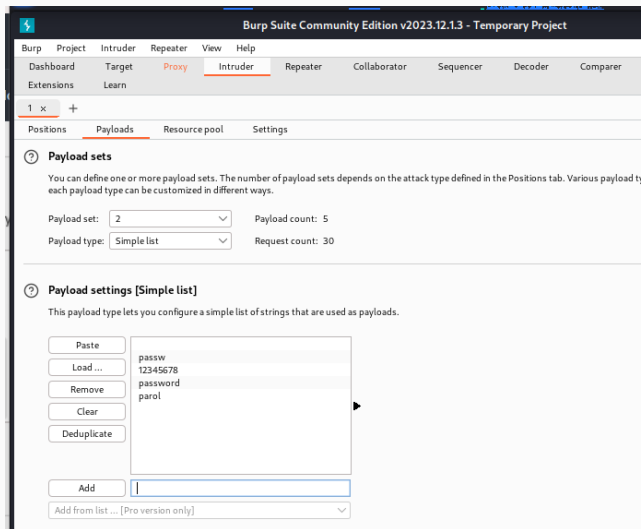 Burp Suite Community Edition v2023.12.1.3 - Temporary Project
Burp Project Intruder Repeater View Help
Dashboard Target Proxy Intruder Repeater Collaborator Sequencer Decoder Comparer
Extensions Learn
1 × +
Positions Payloads Resource pool Settings
? Payload sets
You can define one or more payload sets. The number of payload sets depends on the attack type defined in the Positions tab. Various payload ty
each payload type can be customized in different ways.
Payload set: 2 Payload count: 5
Payload type: Simple list Request count: 30
? Payload settings [Simple list]
This payload type lets you configure a simple list of strings that are used as payloads.
Paste
Load ...
Remove
Clear
Deduplicate
passw
12345678
password
parol
Add
Add from list ... [Pro version only]